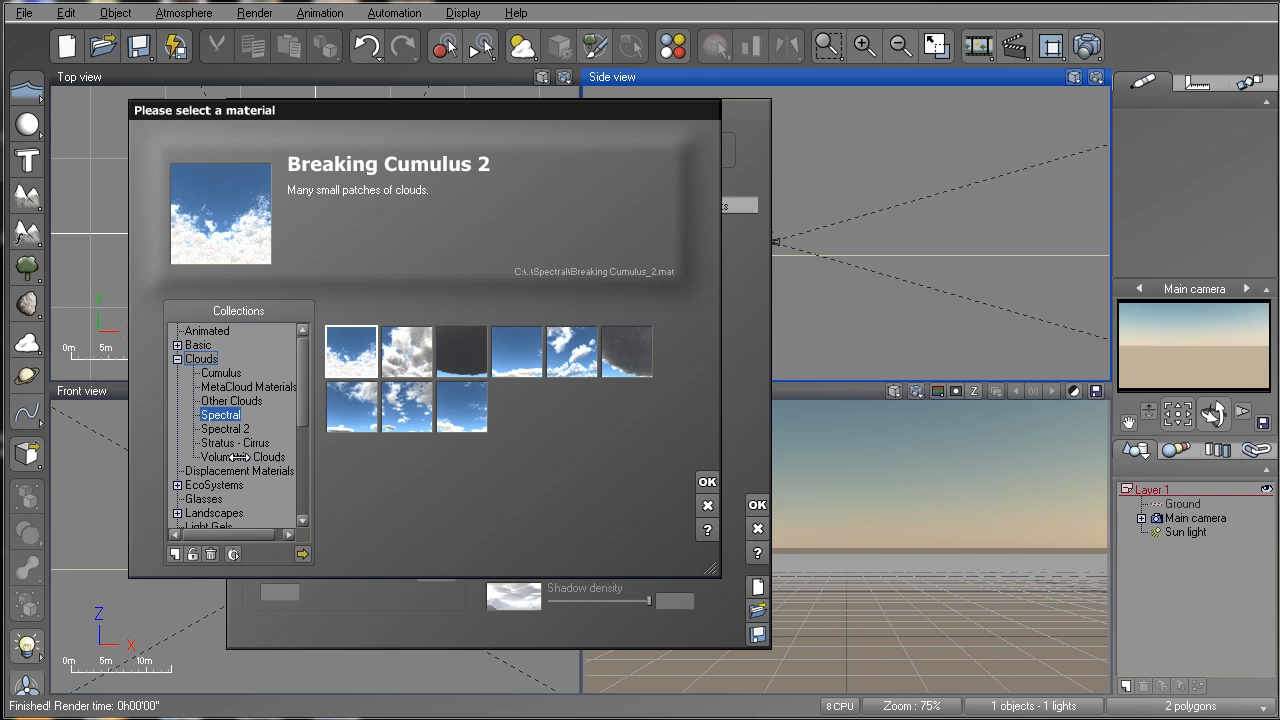 File Edit Object Atmosphere Render Animation Automation Display Help
Top view
Side view
Please select a material
Breaking Cumulus 2
Many small patches of clouds.
C:\..\Spectral\Breaking Cumulus_2.mat
Collections
Animated
Basic
Clouds
Cumulus
MetaCloud Materials
Other Clouds
Spectral
Spectral 2
Stratus - Cirrus
Clouds
Displacement Materials
EcoSystems
Glasses
Landscapes
Light Gels
OK
?
OK
?
Shadow density
Y
0m 5m
Front view
Z
X
0m 5m 10m
Z
00
Main camera
Layer 1
Ground
Main camera
Sun light
Finished! Render time: 0h00'00"
8 CPU
Zoom : 75%
1 objects - 1 lights
2 polygons